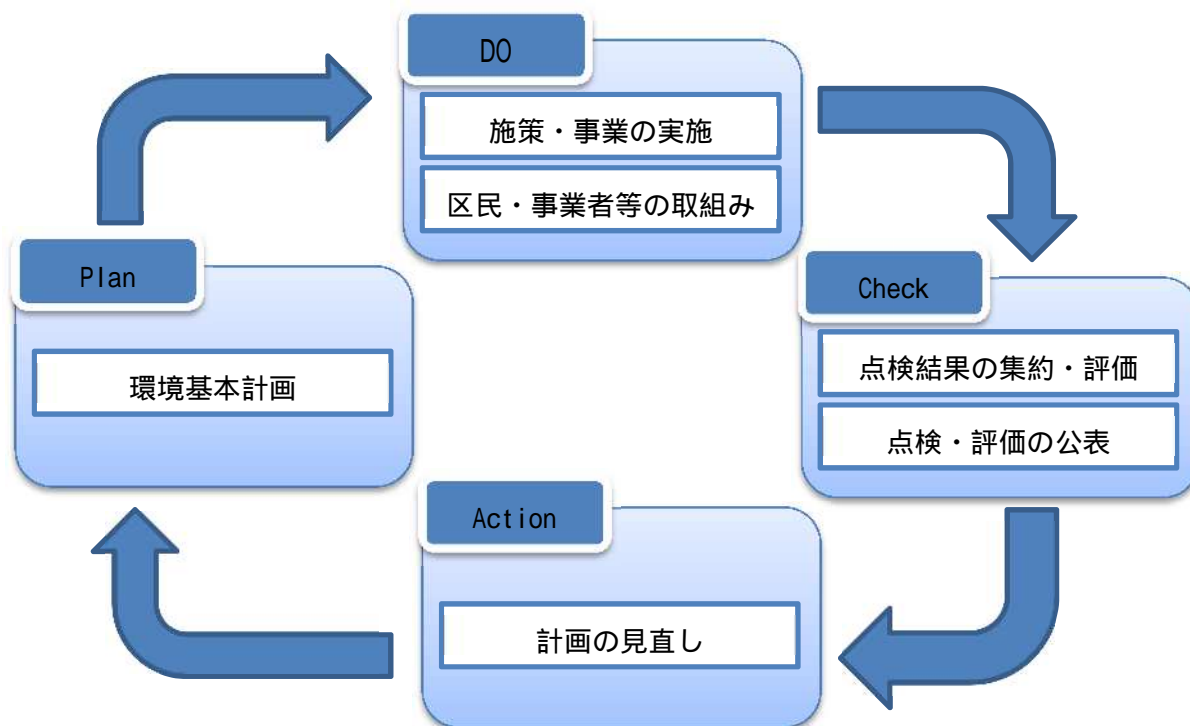 DO
施策・事業の実施
区民・事業者等の取組み
Plan
環境基本計画
Check
点検結果の集約・評価
点検・評価の公表
Action
計画の見直し